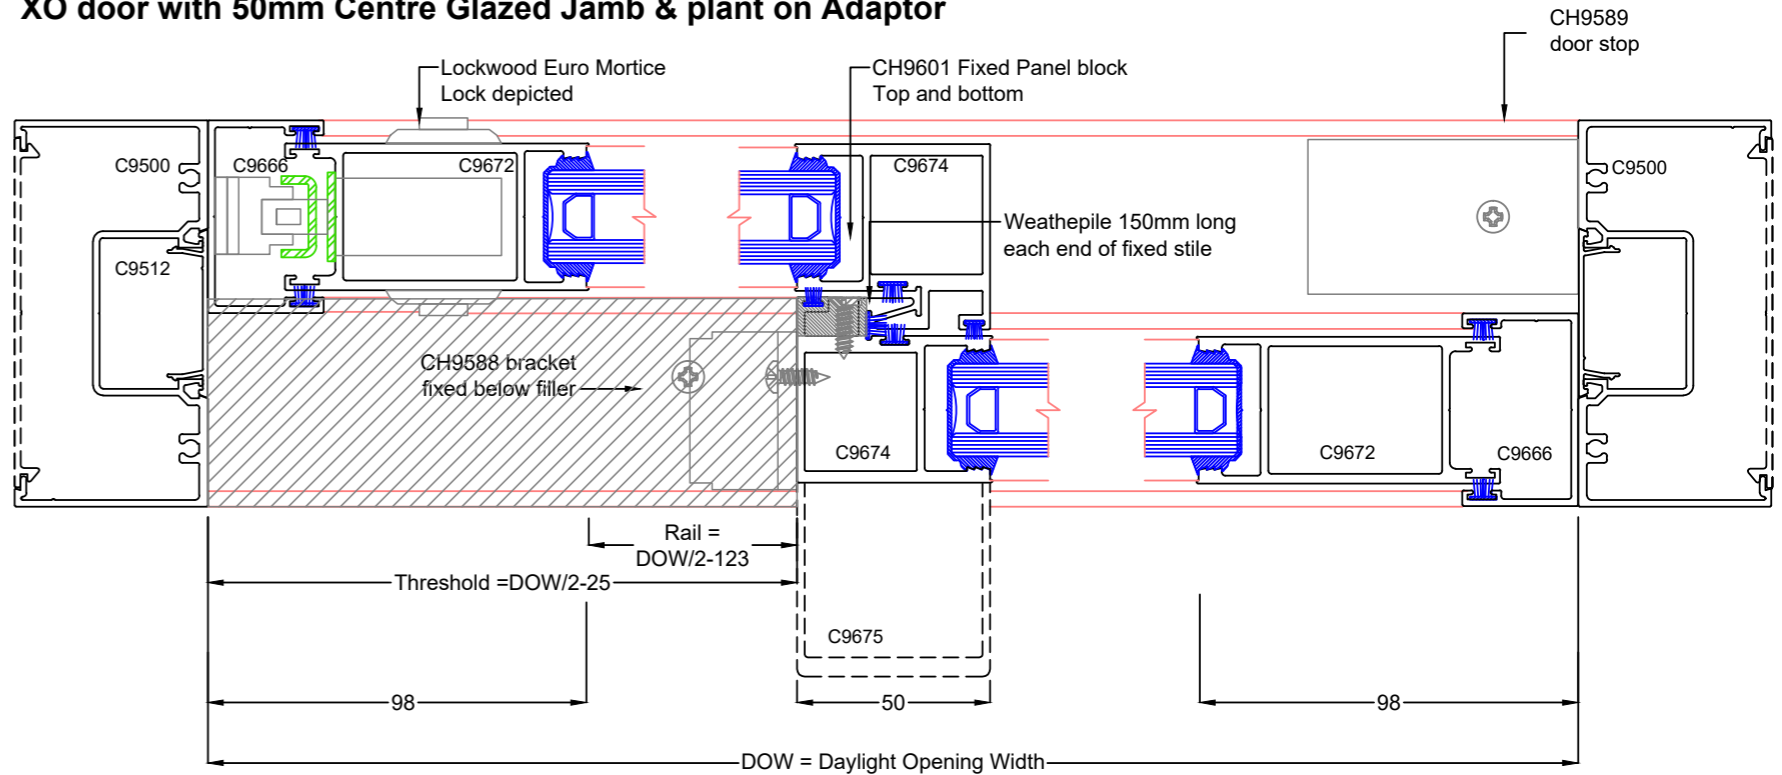 XO door with 50mm Centre Glazed Jamb & plant on Adaptor
CH9589
door stop
Lockwood Euro Mortice
Lock depicted
CH9601 Fixed Panel block
Top and bottom
C9500
C9666
C9672
C9674
C9500
Weathepile 150mm long
each end of fixed stile
C9512
CH9588 bracket
fixed below filler
C9674
C9672
C9666
Rail =
DOW/2-123
Threshold =DOW/2-25
C9675
98
50
98
DOW = Daylight Opening Width